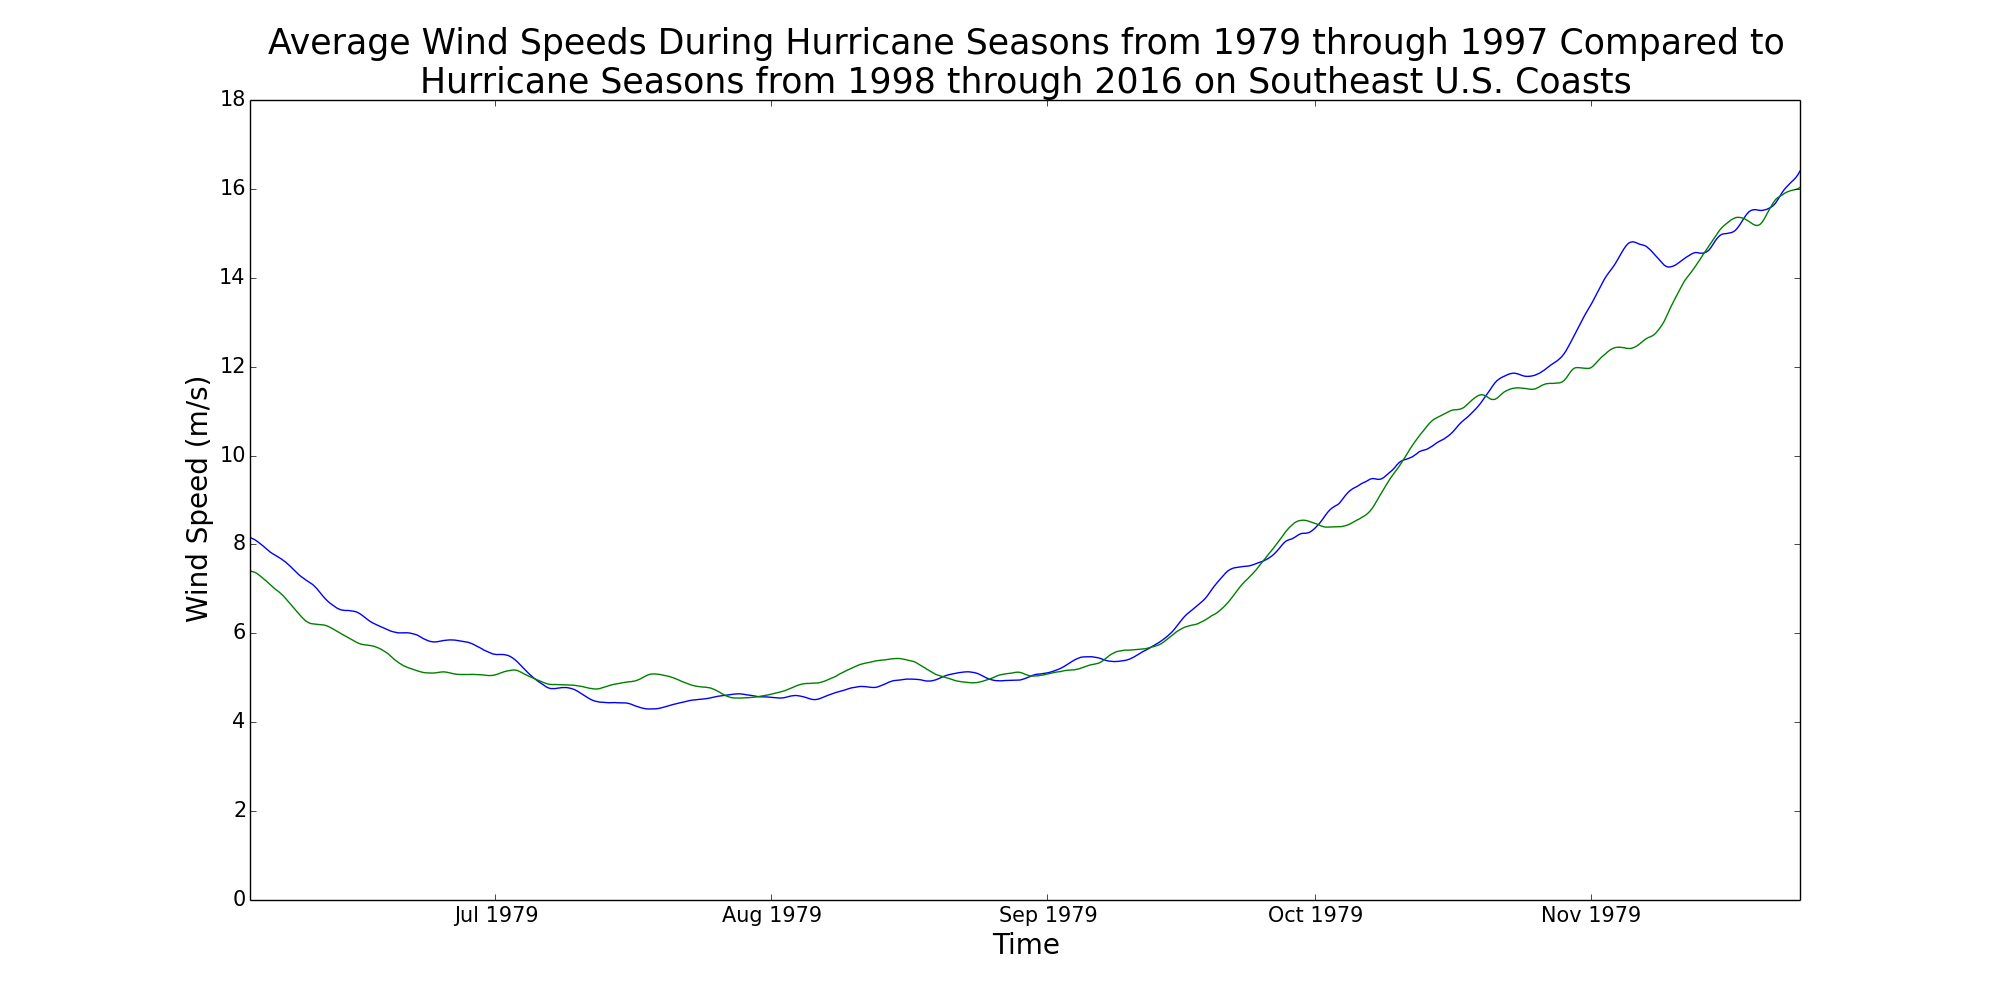 Average Wind Speeds During Hurricane Seasons from 1979 through 1997 Compared to
Hurricane Seasons from 1998 through 2016 on Southeast U.S. Coasts
18
16
14
12
10
8
6
4
2
0
Wind Speed (m/s)
Jul 1979 Aug 1979 Sep 1979 Oct 1979 Nov 1979
Time